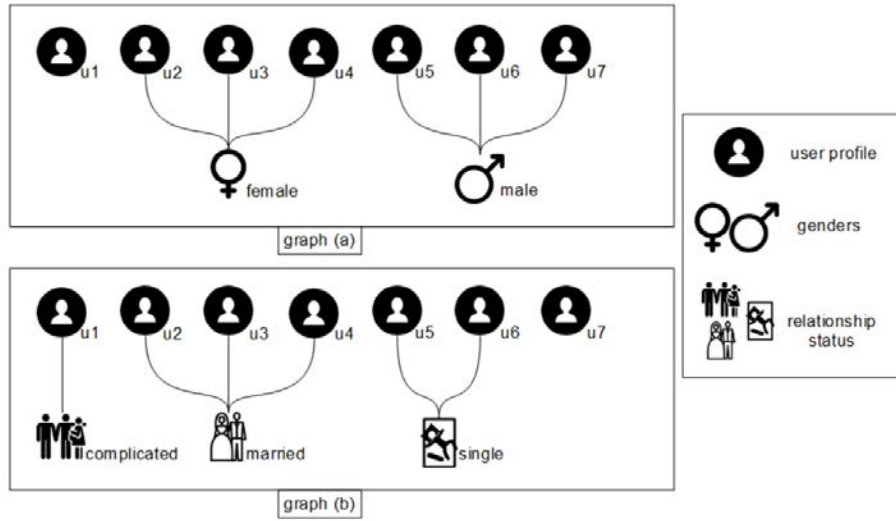 u1 u2 u3 u4 u5 u6 u7
female male
graph (a)
u1 u2 u3 u4 u5 u6 u7
complicated married single
graph (b)
user profile
genders
relationship
status